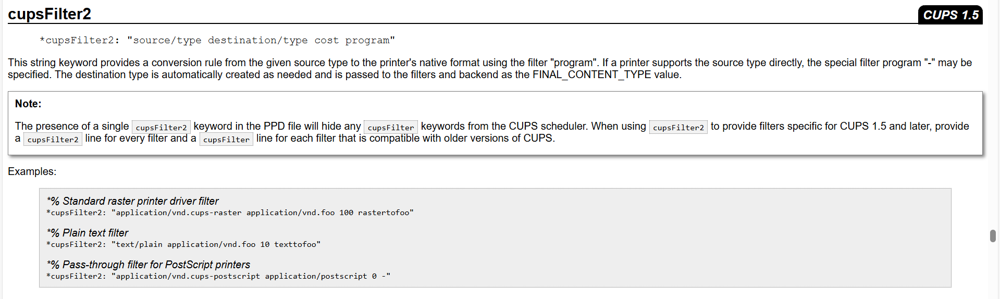 cupsFilter2
CUPS 1.5
*cupsFilter2: "source/type destination/type cost program"
This string keyword provides a conversion rule from the given source type to the printer's native format using the filter "program". If a printer supports the source type directly, the special filter program "-" may be
specified. The destination type is automatically created as needed and is passed to the filters and backend as the FINAL_CONTENT_TYPE value.
Note:
The presence of a single cupsFilter2 keyword in the PPD file will hide any cupsFilter keywords from the CUPS scheduler. When using cupsFilter2 to provide filters specific for CUPS 1.5 and later, provide
a cupsFilter2 line for every filter and a cupsFilter line for each filter that is compatible with older versions of CUPS.
Examples:
*% Standard raster printer driver filter
*cupsFilter2: "application/vnd.cups-raster application/vnd.foo 100 rastertofoo"
*% Plain text filter
*cupsFilter2: "text/plain application/vnd.foo 10 texttofoo"
*% Pass-through filter for PostScript printers
*cupsFilter2: "application/vnd.cups-postscript application/postscript 0 -"